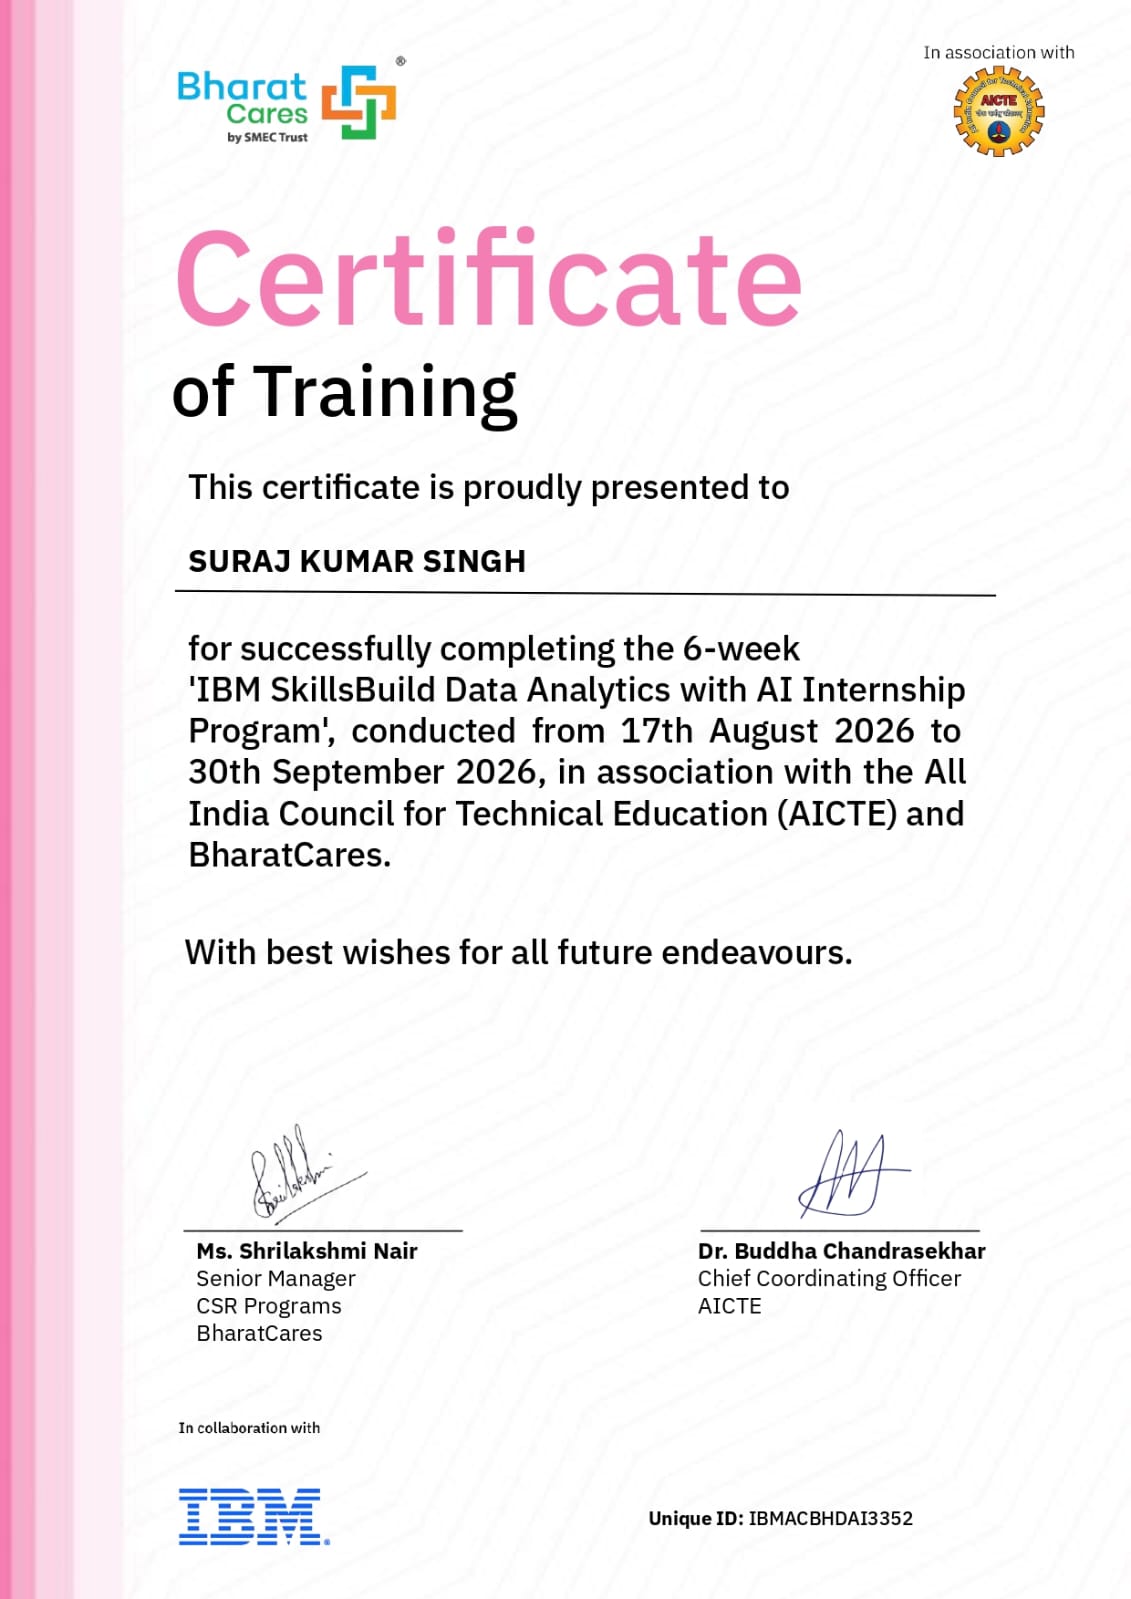 Bharat
Cares
by SMEC Trust
®
In association with
AICTE
Certificate
of Training
This certificate is proudly presented to
SURAJ KUMAR SINGH
for successfully completing the 6-week
'IBM SkillsBuild Data Analytics with AI Internship
Program', conducted from 17th August 2026 to
30th September 2026, in association with the All
India Council for Technical Education (AICTE) and
BharatCares.
With best wishes for all future endeavours.
Shrilakshmi
Ms. Shrilakshmi Nair
Senior Manager
CSR Programs
BharatCares
Dr. Buddha Chandrasekhar
Chief Coordinating Officer
AICTE
In collaboration with
IBM®
Unique ID: IBMACBHDAI3352